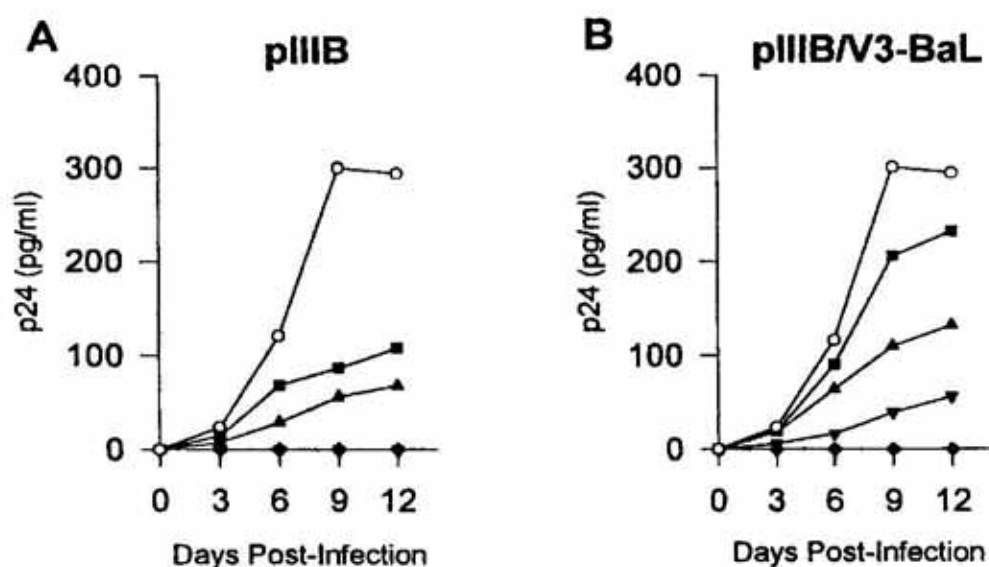 A
pIIIB
400
300
200
100
0
p24 (pg/ml)
0 3 6 9 12
Days Post-Infection
B
pIIIB/V3-BaL
400
300
200
100
0
p24 (pg/ml)
0 3 6 9 12
Days Post-Infection